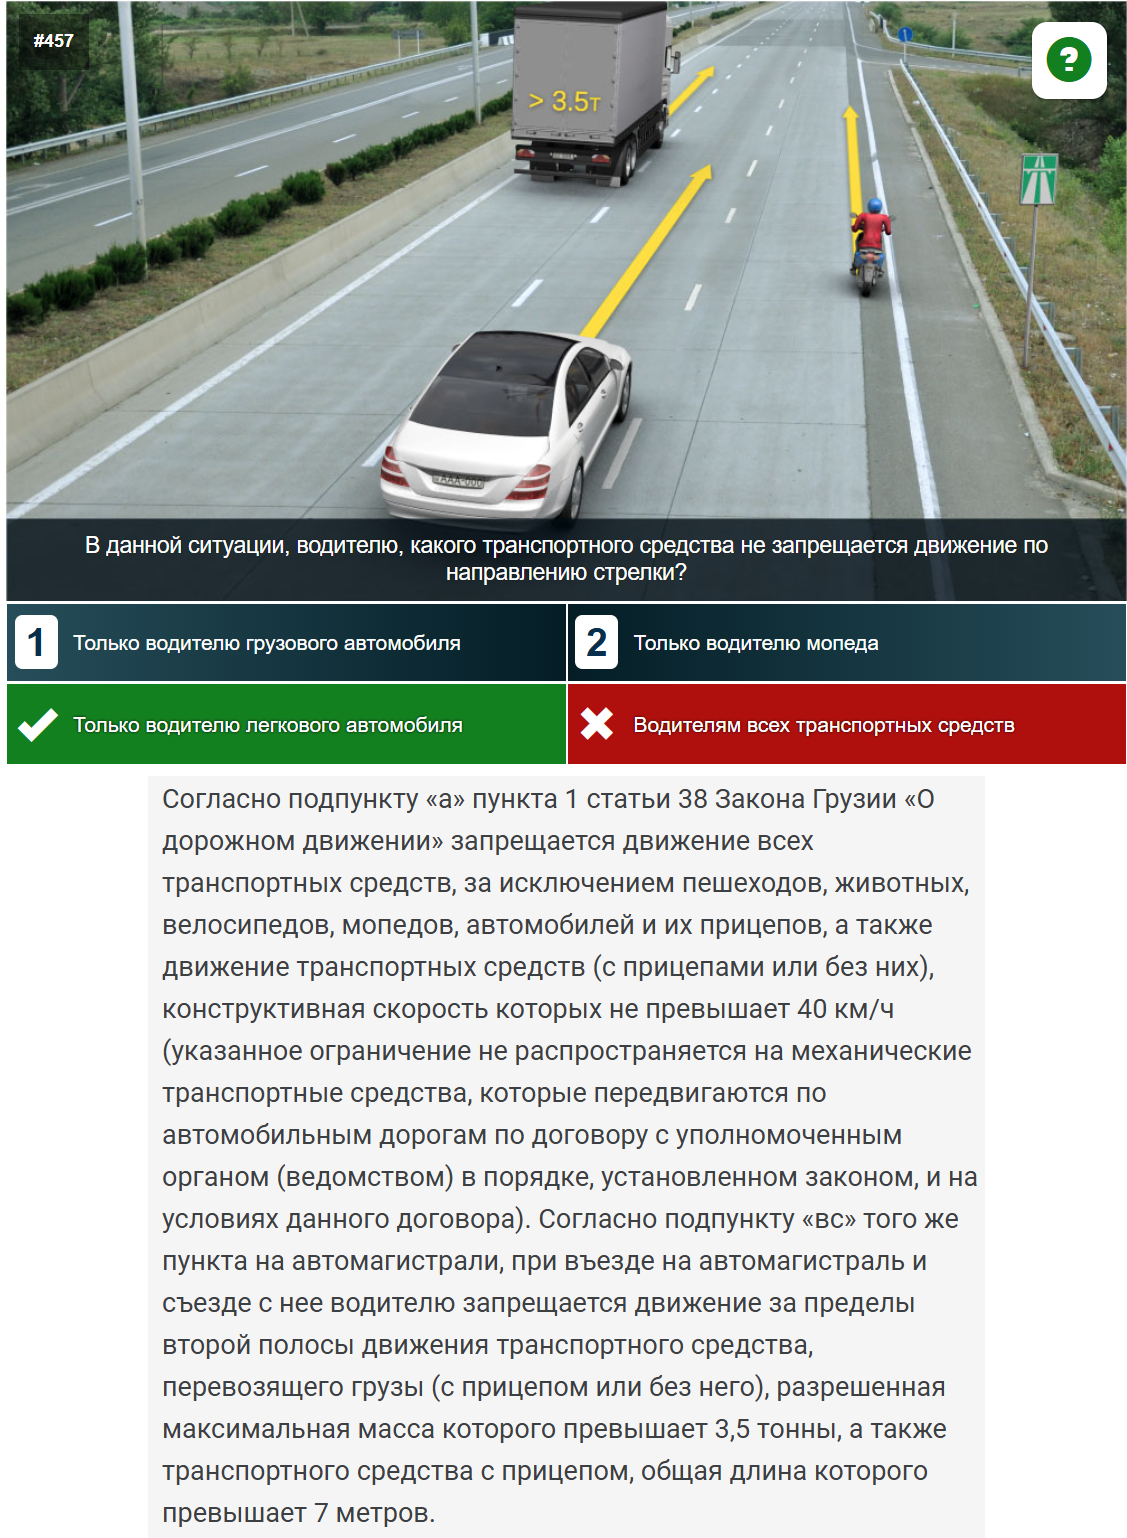 #457
?
> 3.5т
В данной ситуации, водителю, какого транспортного средства не запрещается движение по
направлению стрелки?
1 Только водителю грузового автомобиля
2 Только водителю мопеда
Только водителю легкового автомобиля
Водителям всех транспортных средств
Согласно подпункту «а» пункта 1 статьи 38 Закона Грузии «О
дорожном движении» запрещается движение всех
транспортных средств, за исключением пешеходов, животных,
велосипедов, мопедов, автомобилей и их прицепов, а также
движение транспортных средств (с прицепами или без них),
конструктивная скорость которых не превышает 40 км/ч
(указанное ограничение не распространяется на механические
транспортные средства, которые передвигаются по
автомобильным дорогам по договору с уполномоченным
органом (ведомством) в порядке, установленном законом, и на
условиях данного договора). Согласно подпункту «вс» того же
пункта на автомагистрали, при въезде на автомагистраль и
съезде с нее водителю запрещается движение за пределы
второй полосы движения транспортного средства,
перевозящего грузы (с прицепом или без него), разрешенная
максимальная масса которого превышает 3,5 тонны, а также
транспортного средства с прицепом, общая длина которого
превышает 7 метров.